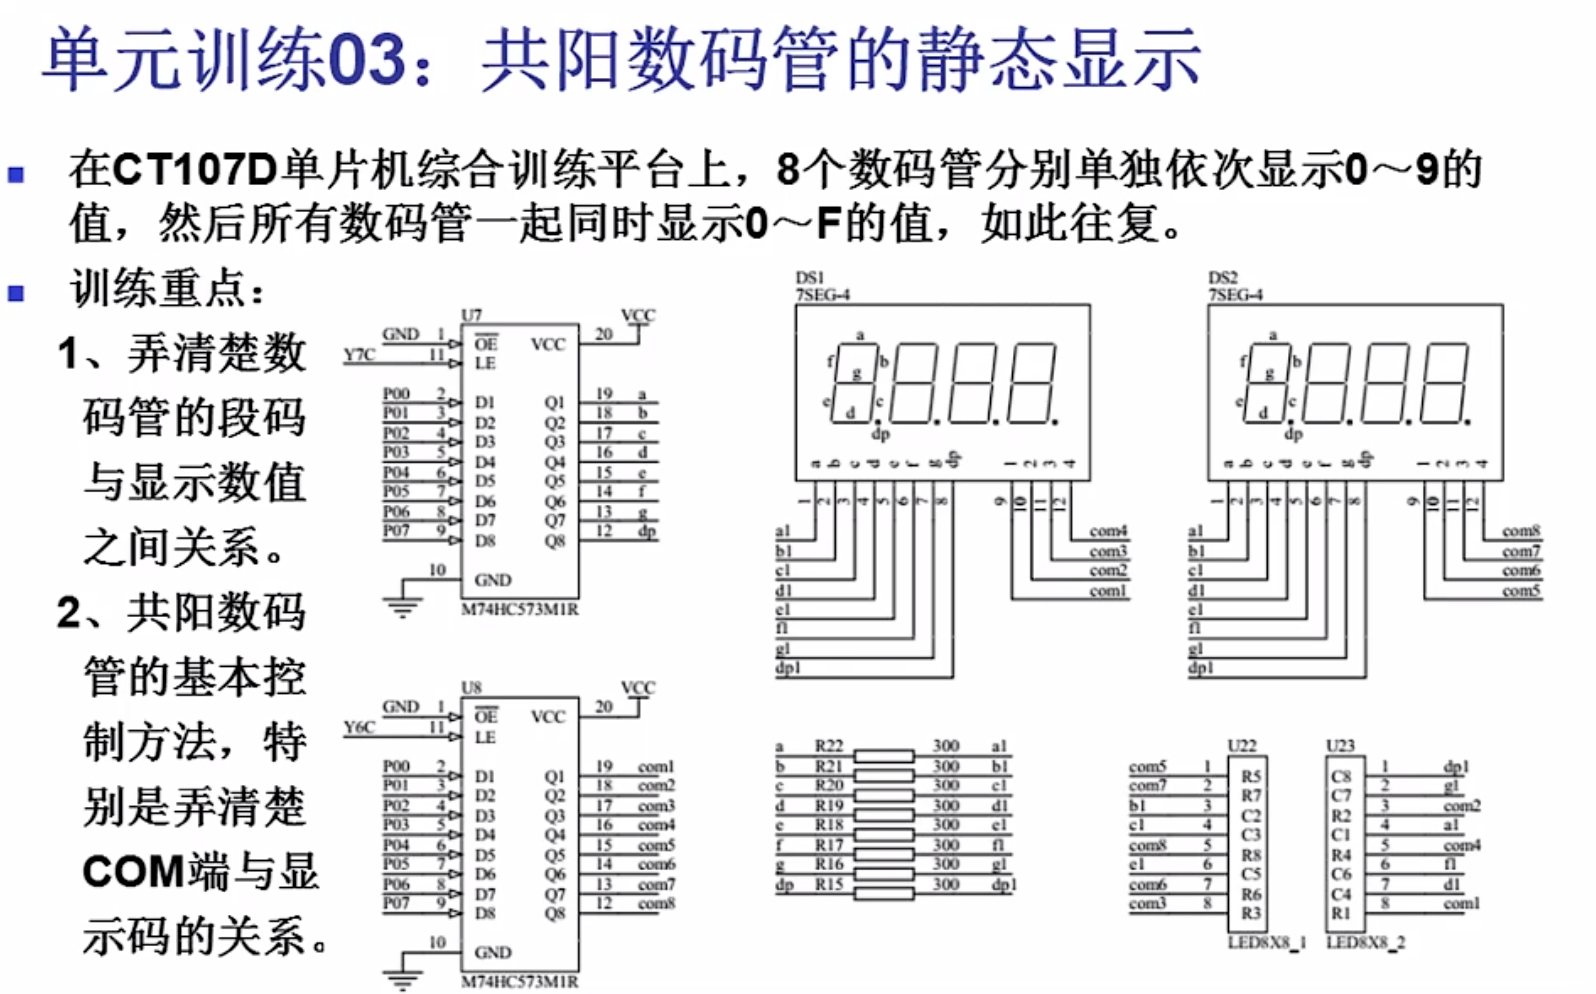 单元训练03：共阳数码管的静态显示
在CT107D单片机综合训练平台上，8个数码管分别单独依次显示0～9的
值，然后所有数码管一起同时显示0～F的值，如此往复。
训练重点：
1、弄清楚数
码管的段码
与显示数值
之间关系。
2、共阳数码
管的基本控
制方法，特
别是弄清楚
COM端与显
示码的关系。
U7
VCC
GND 1 OE VCC 20
Y7C 11 LE
P00 2 D1 Q1 19 a
P01 3 D2 Q2 18 b
P02 4 D3 Q3 17 c
P03 5 D4 Q4 16 d
P04 6 D5 Q5 15 e
P05 7 D6 Q6 14 f
P06 8 D7 Q7 13 g
P07 9 D8 Q8 12 dp
10 GND
M74HC573M1R
U8
VCC
GND 1 OE VCC 20
Y6C 11 LE
P00 2 D1 Q1 19 com1
P01 3 D2 Q2 18 com2
P02 4 D3 Q3 17 com3
P03 5 D4 Q4 16 com4
P04 6 D5 Q5 15 com5
P05 7 D6 Q6 14 com6
P06 8 D7 Q7 13 com7
P07 9 D8 Q8 12 com8
10 GND
M74HC573M1R
DS1
7SEG-4
a
f b
g
e c
d
dp
a b c d e f g dp 1 2 3 4
1 2 3 4 5 6 7 8 9 10 11 12
a1 com4
b1 com3
c1 com2
d1 com1
e1
f1
g1
dp1
DS2
7SEG-4
a
f b
g
e c
d
dp
a b c d e f g dp 1 2 3 4
1 2 3 4 5 6 7 8 9 10 11 12
a1 com8
b1 com7
c1 com6
d1 com5
e1
f1
g1
dp1
a R22 300 a1
b R21 300 b1
c R20 300 c1
d R19 300 d1
e R18 300 e1
f R17 300 f1
g R16 300 g1
dp R15 300 dp1
U22
com5 1 R5
com7 2 R7
b1 3 C2
c1 4 C3
com8 5 R8
e1 6 C5
com6 7 R6
com3 8 R3
LED8X8_1
U23
C8 1 dp1
C7 2 g1
R2 3 com2
C1 4 a1
R4 5 com4
C6 6 f1
C4 7 d1
R1 8 com1
LED8X8_2